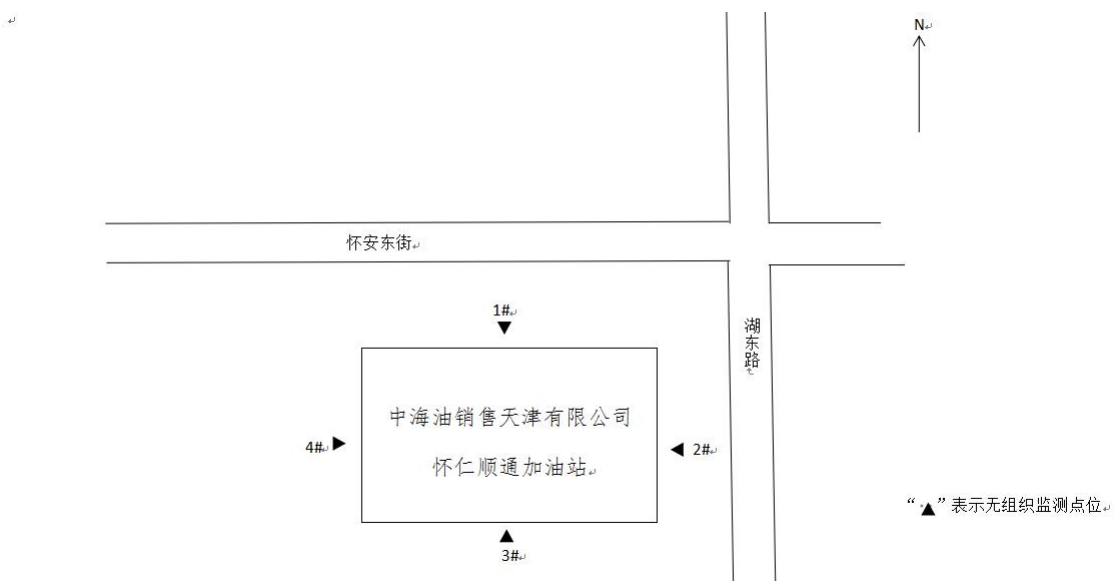 N
怀安东街
1#
湖东路
中海油销售天津有限公司
4#
2#
怀仁顺通加油站
“▲”表示无组织监测点位
3#